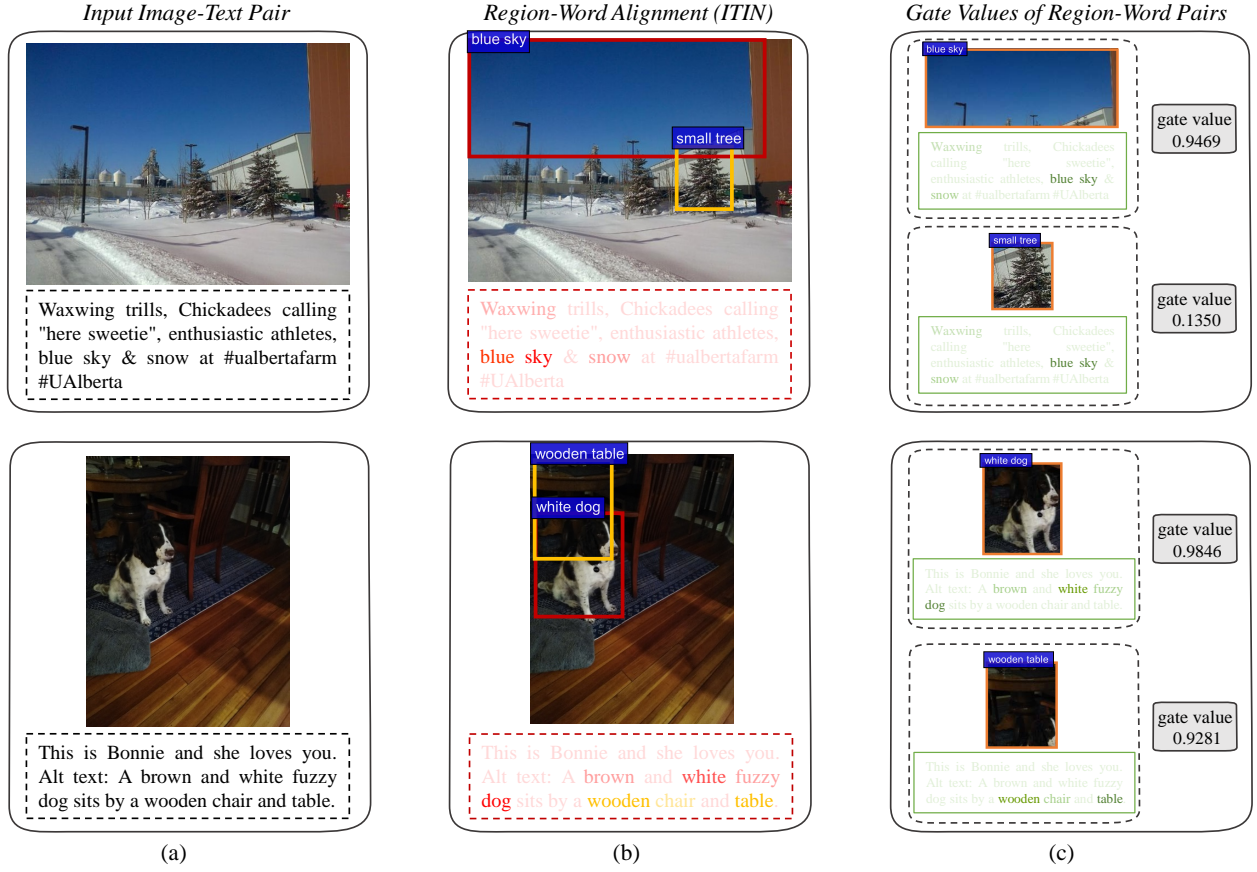 Input Image-Text Pair
Region-Word Alignment (ITIN)
Gate Values of Region-Word Pairs
Waxwing trills, Chickadees calling
"here sweetie", enthusiastic athletes,
blue sky & snow at #ualbertafarm
#UAlberta
blue sky
small tree
Waxwing trills, Chickadees calling
"here sweetie", enthusiastic athletes,
blue sky & snow at #ualbertafarm
#UAlberta
blue sky
Waxwing trills, Chickadees
calling "here sweetie",
enthusiastic athletes, blue sky &
snow at #ualbertafarm #UAlberta
gate value
0.9469
small tree
Waxwing trills, Chickadees
calling "here sweetie",
enthusiastic athletes, blue sky &
snow at #ualbertafarm #UAlberta
gate value
0.1350
This is Bonnie and she loves you.
Alt text: A brown and white fuzzy
dog sits by a wooden chair and table.
wooden table
white dog
This is Bonnie and she loves you.
Alt text: A brown and white fuzzy
dog sits by a wooden chair and table.
white dog
This is Bonnie and she loves you.
Alt text: A brown and white fuzzy
dog sits by a wooden chair and table.
gate value
0.9846
wooden table
This is Bonnie and she loves you.
Alt text: A brown and white fuzzy
dog sits by a wooden chair and table
gate value
0.9281
(a)
(b)
(c)